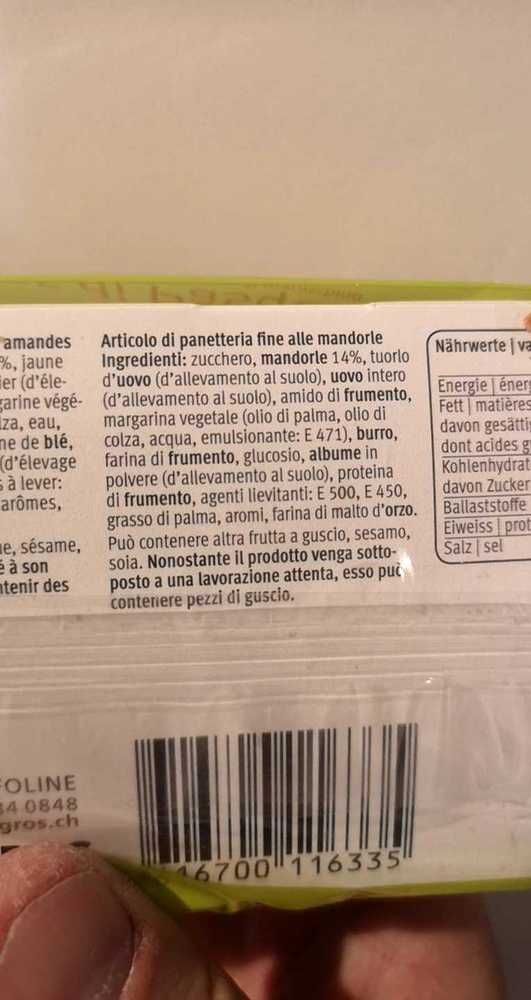 amandes
%, jaune
ier (d'éle-
garine végé-
lza, eau,
ne de blé,
(d'élevage
à lever:
arômes,
sésame,
é à son
ntenir des
Articolo di panetteria fine alle mandorle
Ingredienti: zucchero, mandorle 14%, tuorlo
d'uovo (d'allevamento al suolo), uovo intero
(d'allevamento al suolo), amido di frumento,
margarina vegetale (olio di palma, olio di
colza, acqua, emulsionante: E 471), burro,
farina di frumento, glucosio, albume in
polvere (d'allevamento al suolo), proteina
di frumento, agenti lievitanti: E 500, E 450,
grasso di palma, aromi, farina di malto d'orzo.
Può contenere altra frutta a guscio, sesamo,
soia. Nonostante il prodotto venga sotto-
posto a una lavorazione attenta, esso può
contenere pezzi di guscio.
Nährwerte | va
Energie | éner
Fett | matières
davon gesätti
dont acides g
Kohlenhydrat
davon Zucker
Ballaststoffe
Eiweiss | prot
Salz | sel
FOLINE
84 0848
gros.ch
16700 116335